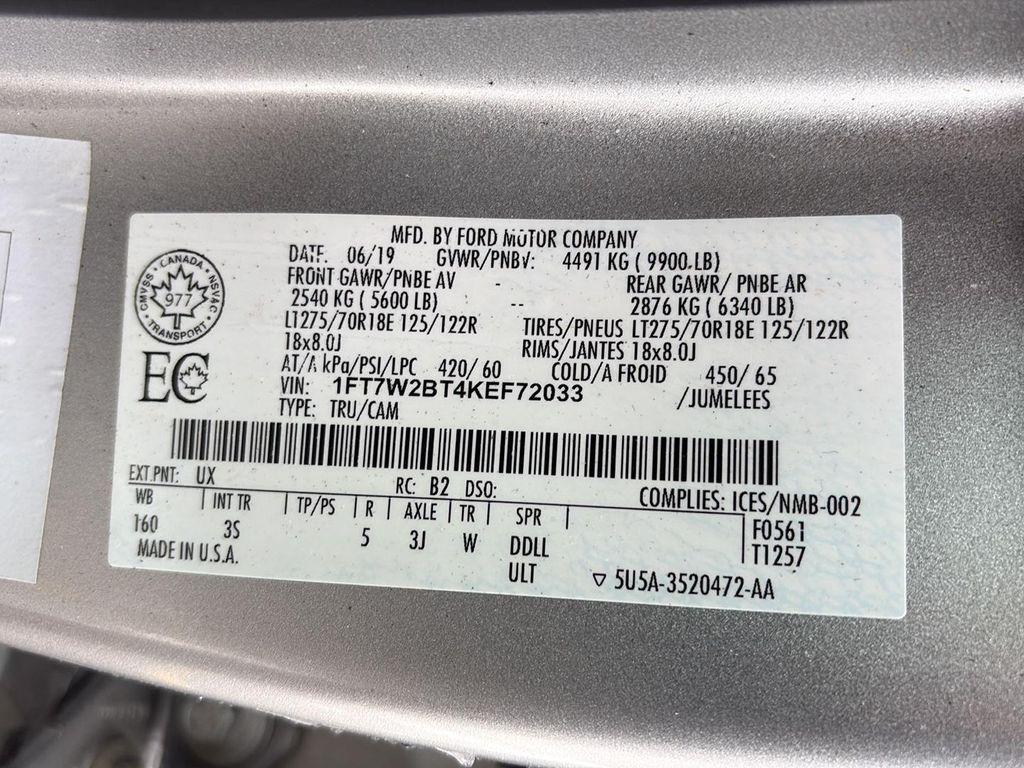 MFD. BY FORD MOTOR COMPANY
DATE: 06/19 GVWR/PNBV: 4491 KG ( 9900 LB)
FRONT GAWR/PNBE AV - REAR GAWR/ PNBE AR
2540 KG ( 5600 LB) -- 2876 KG ( 6340 LB)
LT275/70R18E 125/122R TIRES/PNEUS LT275/70R18E 125/122R
18x8.0J RIMS/JANTES 18x8.0J
AT/A kPa/PSI/LPC 420/ 60 COLD/A FROID 450/ 65
VIN: 1FT7W2BT4KEF72033 /JUMELEES
TYPE: TRU/CAM
CMVSS CANADA NSVAC
977
TRANSPORT
EC
EXT PNT: UX RC: B2 DSO: COMPLIES: ICES/NMB-002
WB | INT TR | TP/PS | R | AXLE | TR | SPR | F0561
160 3S 5 3J W DDLL T1257
MADE IN U.S.A. ULT ▽ 5U5A-3520472-AA